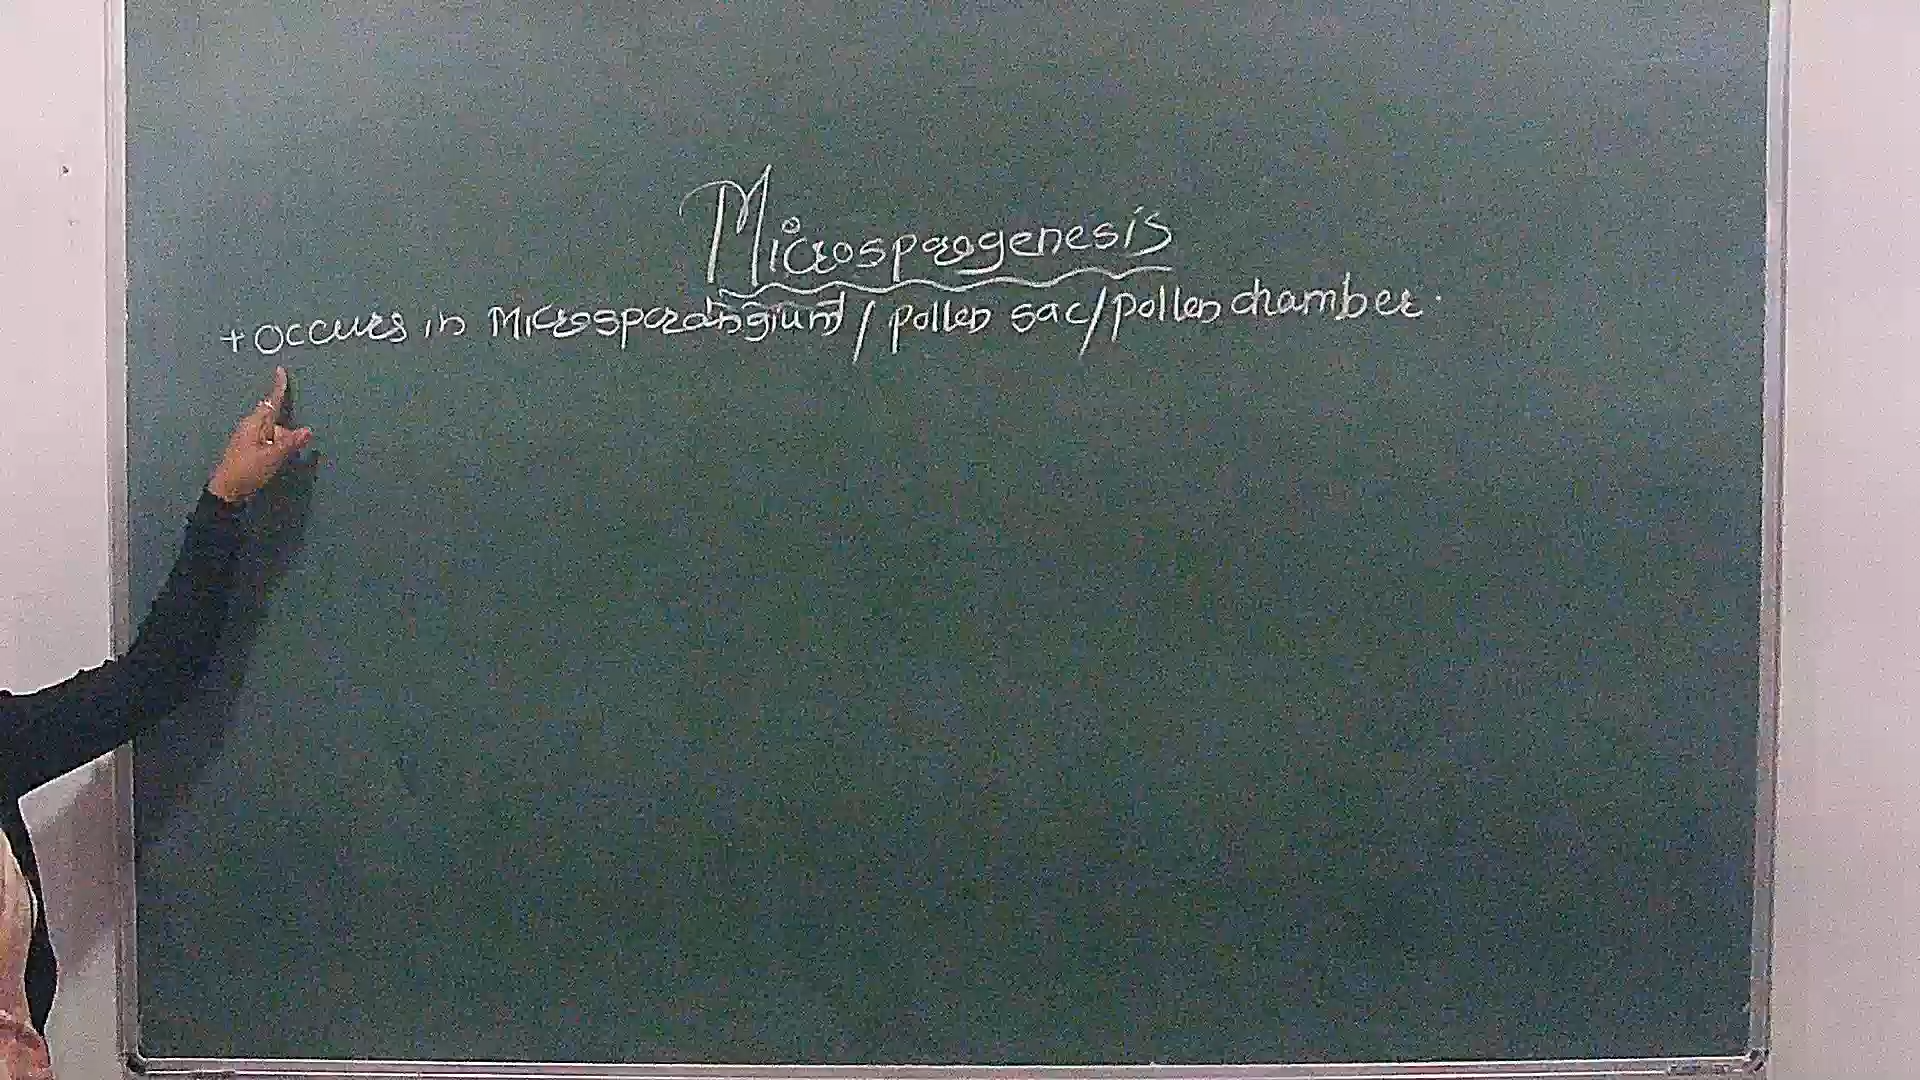 Microsporogenesis
+ occurs in Microsporangium / pollen sac / pollen chamber.